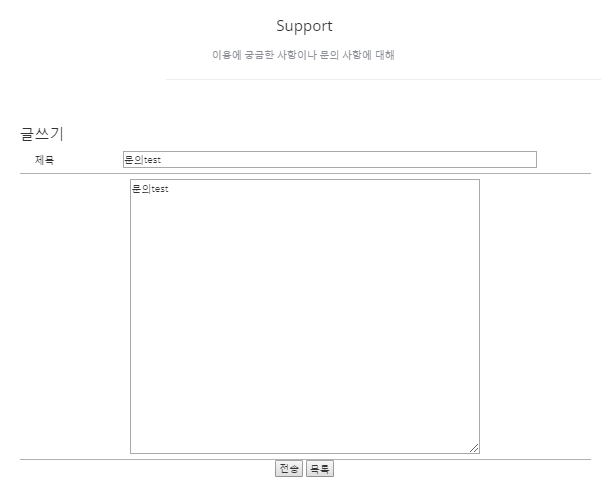 Support
이용에 궁금한 사항이나 문의 사항에 대해
글쓰기
제목
문의test
문의test
전송 목록